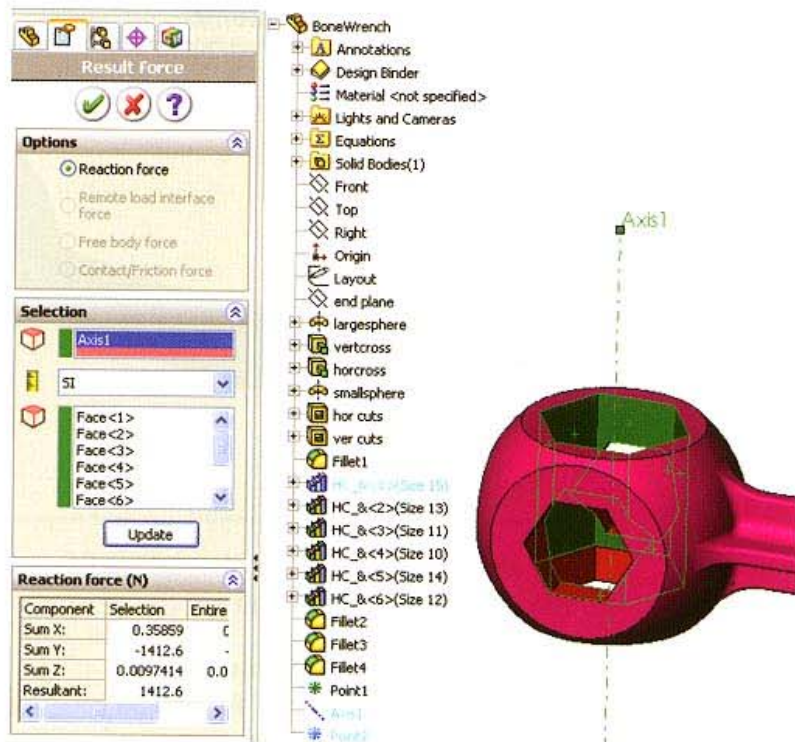 Result Force
?
Options
Reaction force
Remote load interface
force
Free body force
Contact/Friction force
Selection
Axis1
SI
Face<1>
Face<2>
Face<3>
Face<4>
Face<5>
Face<6>
Update
Reaction force (N)
Component Selection Entire
Sum X: 0.35859
Sum Y: -1412.6 -
Sum Z: 0.0097414 0.0
Resultant: 1412.6
BoneWrench
Annotations
Design Binder
Material <not specified>
Lights and Cameras
Equations
Solid Bodies(1)
Front
Top
Right
Origin
Layout
end plane
largesphere
vertcross
horcross
smallsphere
hor cuts
ver cuts
Fillet1
HC_&<1>(Size 15)
HC_&<2>(Size 13)
HC_&<3>(Size 11)
HC_&<4>(Size 10)
HC_&<5>(Size 14)
HC_&<6>(Size 12)
Fillet2
Fillet3
Fillet4
Point1
Axis1
Point2
Axis1